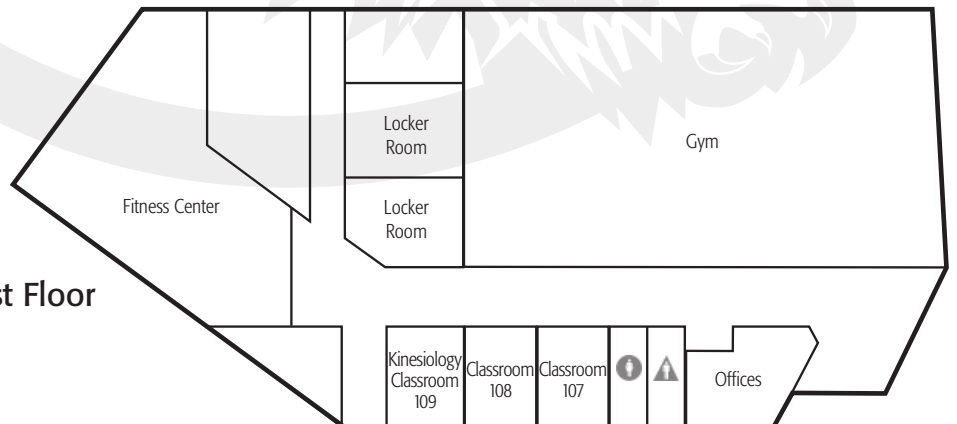 Locker
Room
Gym
Fitness Center
Locker
Room
st Floor
Kinesiology
Classroom
109
Classroom
108
Classroom
107
Offices